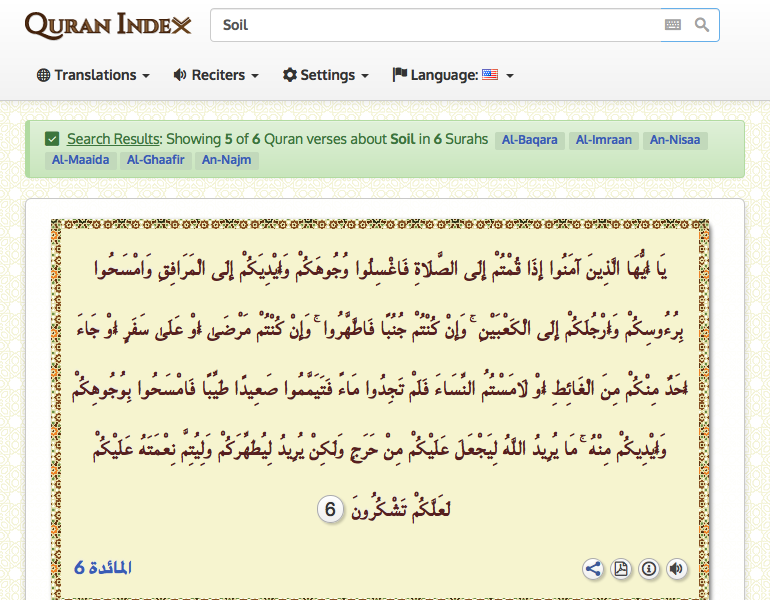 QURAN INDEX
Soil
Translations
Reciters
Settings
Language:
Search Results: Showing 5 of 6 Quran verses about Soil in 6 Surahs Al-Baqara Al-Imraan An-Nisaa
Al-Maaida Al-Ghaafir An-Najm
يَا أَيُّهَا الَّذِينَ آمَنُوا إِذَا قُمْتُمْ إِلَى الصَّلَاةِ فَاغْسِلُوا وُجُوهَكُمْ وَأَيْدِيَكُمْ إِلَى الْمَرَافِقِ وَامْسَحُوا
بِرُءُوسِكُمْ وَأَرْجُلَكُمْ إِلَى الْكَعْبَيْنِ ۚ وَإِنْ كُنْتُمْ جُنُبًا فَاطَّهَّرُوا ۚ وَإِنْ كُنْتُمْ مَرْضَىٰ أَوْ عَلَىٰ سَفَرٍ أَوْ جَاءَ
أَحَدٌ مِنْكُمْ مِنَ الْغَائِطِ أَوْ لَامَسْتُمُ النِّسَاءَ فَلَمْ تَجِدُوا مَاءً فَتَيَمَّمُوا صَعِيدًا طَيِّبًا فَامْسَحُوا بِوُجُوهِكُمْ
وَأَيْدِيكُمْ مِنْهُ ۚ مَا يُرِيدُ اللَّهُ لِيَجْعَلَ عَلَيْكُمْ مِنْ حَرَجٍ وَلَٰكِنْ يُرِيدُ لِيُطَهِّرَكُمْ وَلِيُتِمَّ نِعْمَتَهُ عَلَيْكُمْ
لَعَلَّكُمْ تَشْكُرُونَ 6
المائدة 6